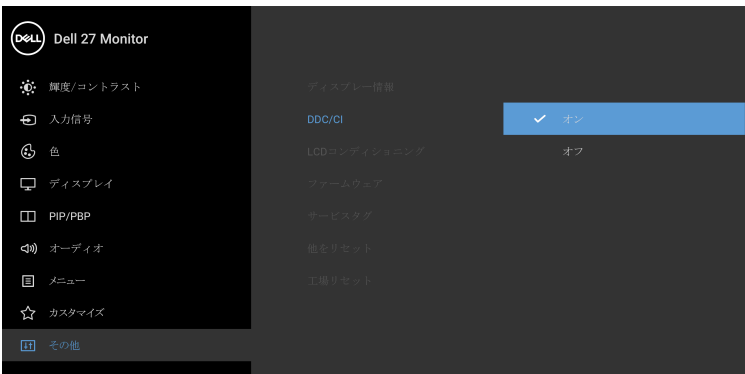 DELL
Dell 27 Monitor
輝度/コントラスト
入力信号
色
ディスプレイ
PIP/PBP
オーディオ
メニュー
カスタマイズ
その他
ディスプレー情報
DDC/CI
LCDコンディショニング
ファームウェア
サービスタグ
他をリセット
工場リセット
オン
オフ